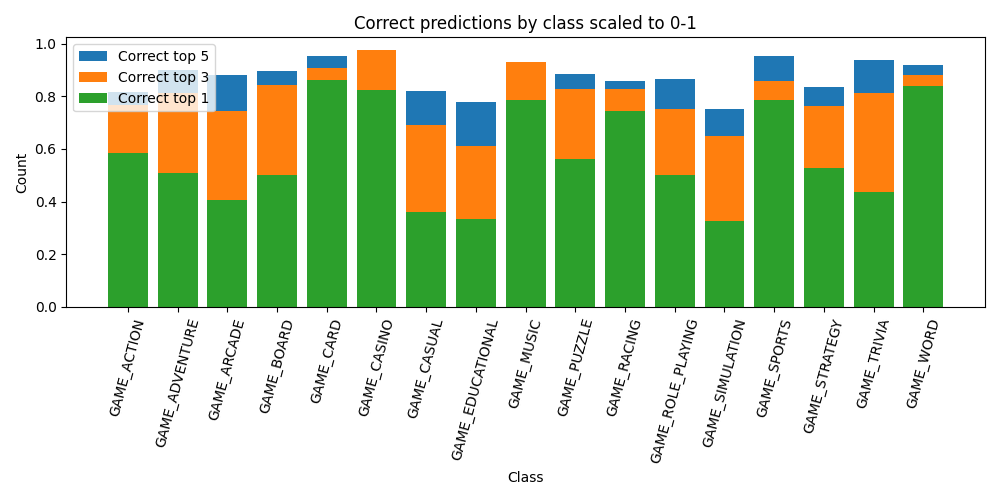 Correct predictions by class scaled to 0-1
Correct top 5
Correct top 3
Correct top 1
Count
1.0
0.8
0.6
0.4
0.2
0.0
GAME_ACTION
GAME_ADVENTURE
GAME_ARCADE
GAME_BOARD
GAME_CARD
GAME_CASINO
GAME_CASUAL
GAME_EDUCATIONAL
GAME_MUSIC
GAME_PUZZLE
GAME_RACING
GAME_ROLE_PLAYING
GAME_SIMULATION
GAME_SPORTS
GAME_STRATEGY
GAME_TRIVIA
GAME_WORD
Class